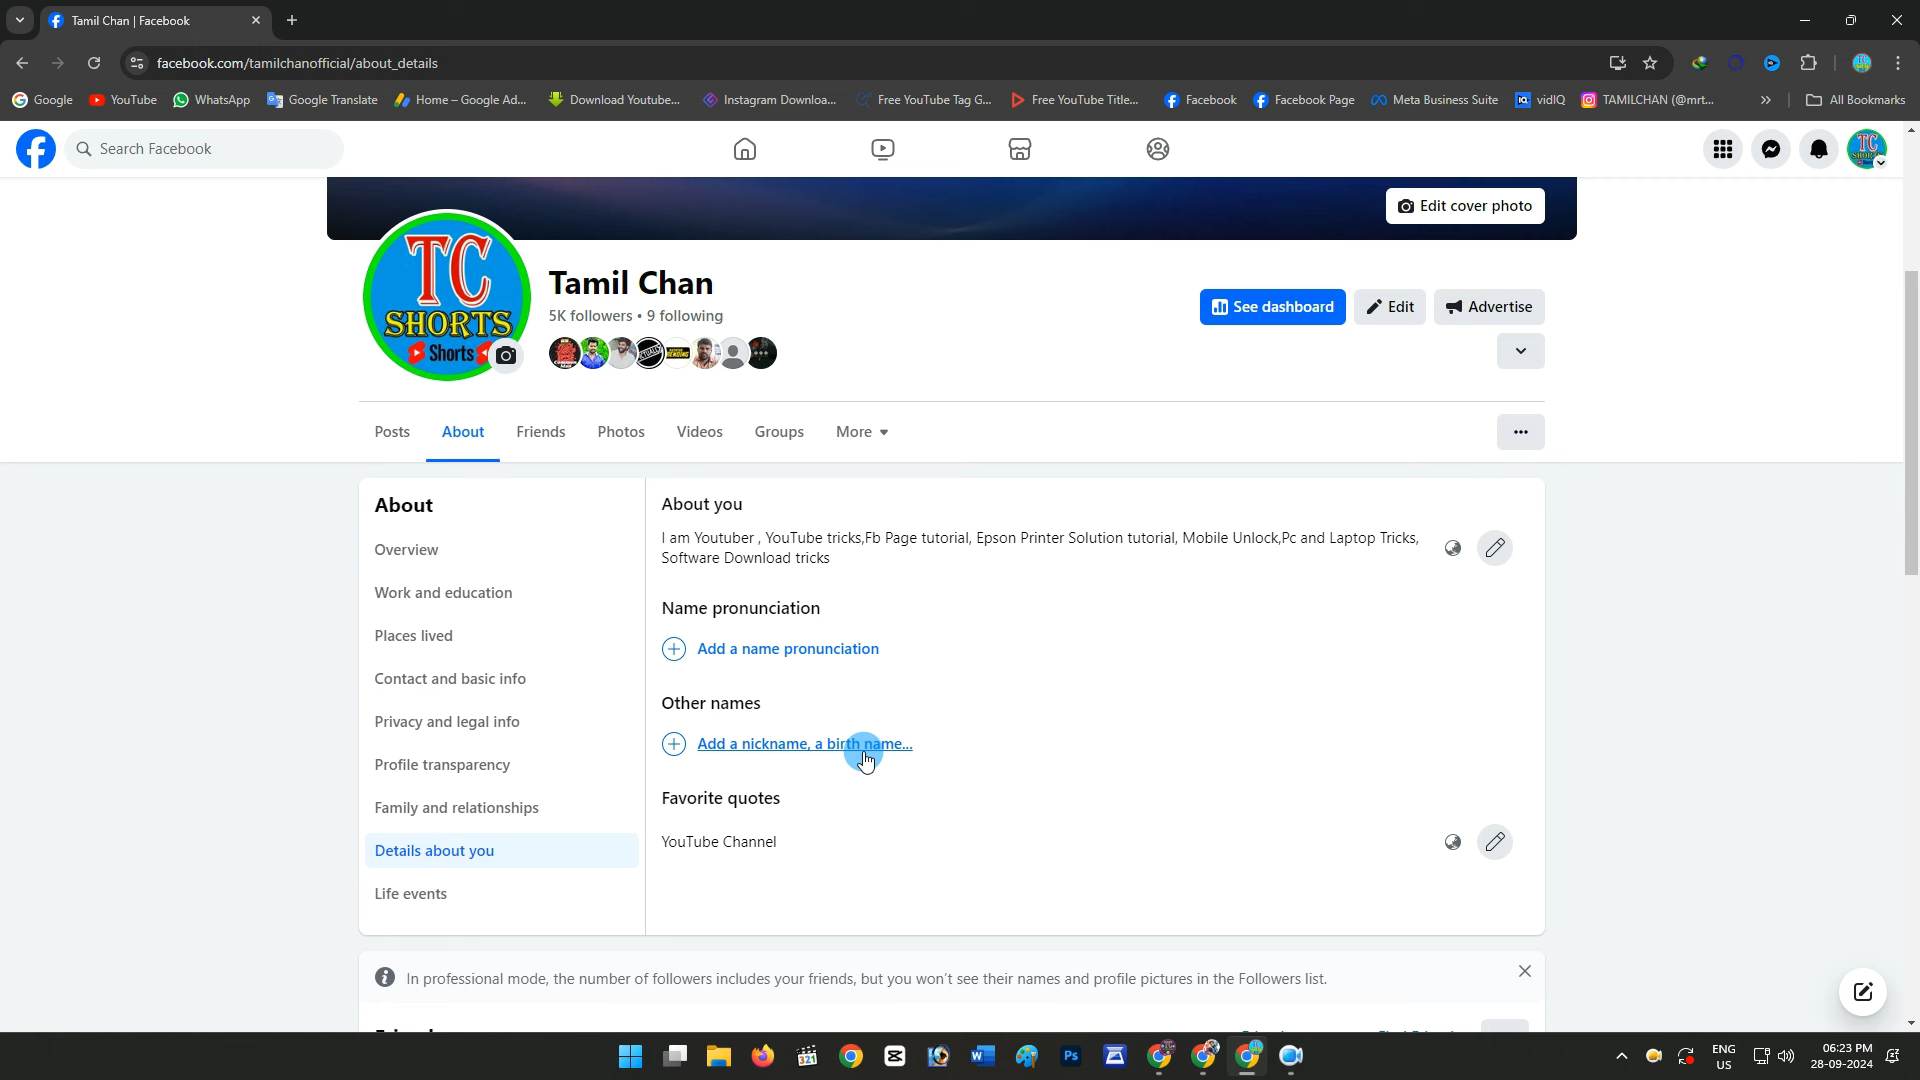 Tamil Chan | Facebook
facebook.com/tamilchanofficial/about_details
Google YouTube WhatsApp Google Translate Home – Google Ad... Download Youtube... Instagram Downloa... Free YouTube Tag G... Free YouTube Title... Facebook Facebook Page Meta Business Suite vidIQ TAMILCHAN (@mrt... » All Bookmarks
Search Facebook
Edit cover photo
TC
SHORTS
Shorts
Tamil Chan
5K followers • 9 following
See dashboard Edit Advertise
Posts About Friends Photos Videos Groups More
About
Overview
Work and education
Places lived
Contact and basic info
Privacy and legal info
Profile transparency
Family and relationships
Details about you
Life events
About you
I am Youtuber , YouTube tricks,Fb Page tutorial, Epson Printer Solution tutorial, Mobile Unlock,Pc and Laptop Tricks,
Software Download tricks
Name pronunciation
Add a name pronunciation
Other names
Add a nickname, a birth name...
Favorite quotes
YouTube Channel
In professional mode, the number of followers includes your friends, but you won't see their names and profile pictures in the Followers list.
ENG
US
06:23 PM
28-09-2024